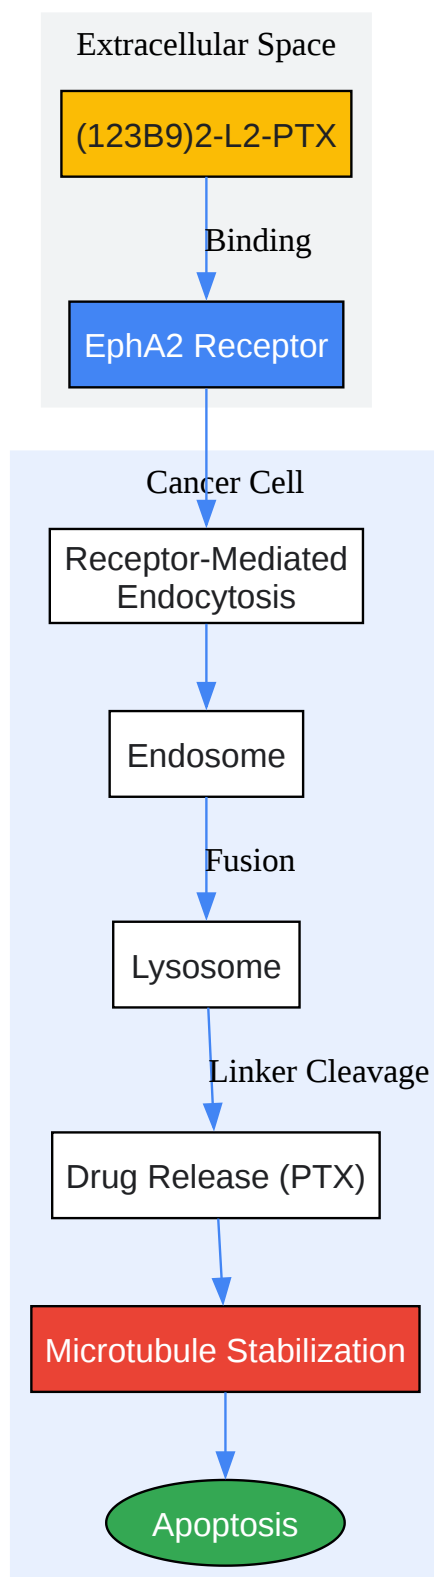 Extracellular Space
(123B9)2-L2-PTX
Binding
EphA2 Receptor
Cancer Cell
Receptor-Mediated
Endocytosis
Endosome
Fusion
Lysosome
Linker Cleavage
Drug Release (PTX)
Microtubule Stabilization
Apoptosis